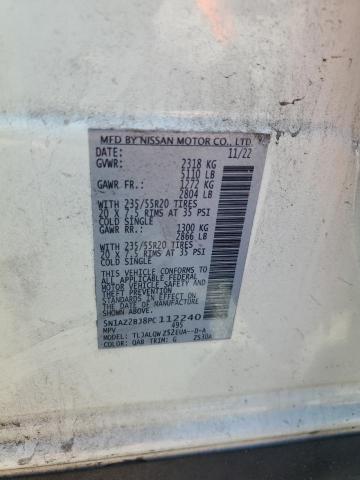 MFD BY NISSAN MOTOR CO., LTD.
DATE: 11/22
GVWR: 2318 KG
5110 LB
GAWR FR.: 1272 KG
2804 LB
WITH 235/55R20 TIRES
20 X 7.5 RIMS AT 35 PSI
COLD SINGLE
GAWR RR.: 1300 KG
2866 LB
WITH 235/55R20 TIRES
20 X 7.5 RIMS AT 35 PSI
COLD SINGLE
THIS VEHICLE CONFORMS TO
ALL APPLICABLE FEDERAL
MOTOR VEHICLE SAFETY
STANDARDS IN EFFECT ON THE
DATE OF MANUFACTURE
SHOWN ABOVE.
5N1AZ2BJ8PC112240
MPV 495
MODEL: TLJALQWZ52EUA--D-A
COLOR: QAB TRIM: G